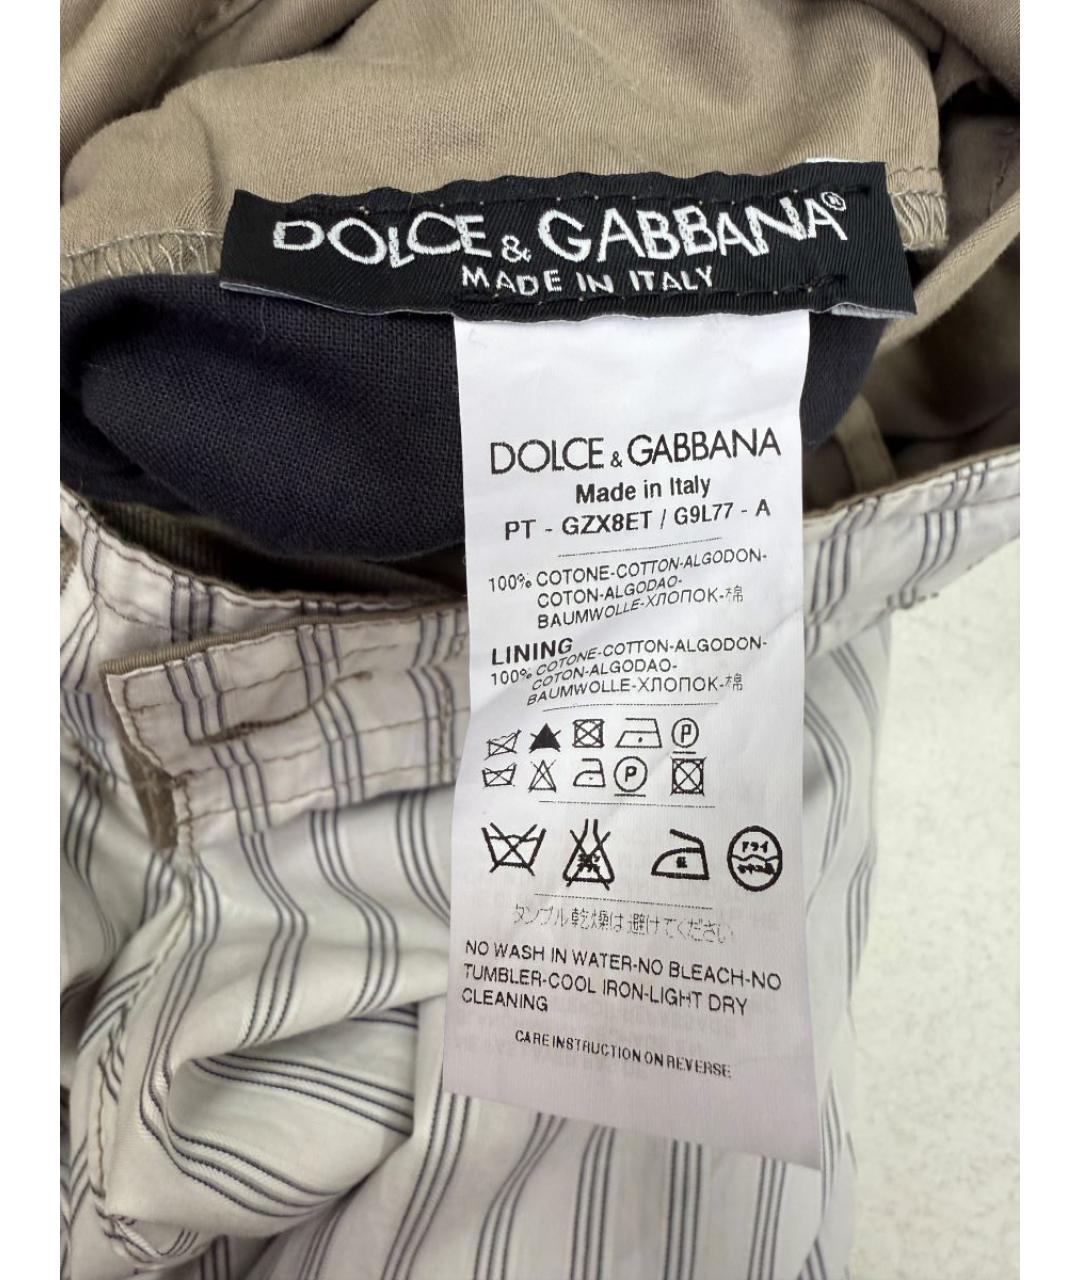 DOLCE & GABBANA®
MADE IN ITALY
DOLCE & GABBANA
Made in Italy
PT - GZX8ET / G9L77 - A
100% COTONE-COTTON-ALGODON-
COTON-ALGODAO-
BAUMWOLLE-ХЛОПОК-棉
LINING
100% COTONE-COTTON-ALGODON-
COTON-ALGODAO-
BAUMWOLLE-ХЛОПОК-棉
P
P
ドライ
タンブル乾燥は避けてください
NO WASH IN WATER-NO BLEACH-NO
TUMBLER-COOL IRON-LIGHT DRY
CLEANING
CARE INSTRUCTION ON REVERSE